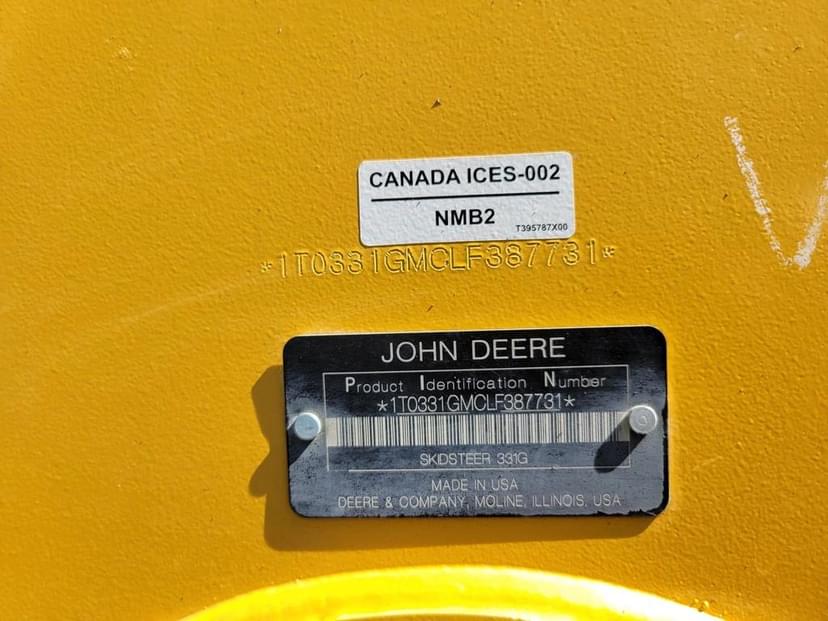 CANADA ICES-002
NMB2
T395787X00
*1T0331GMCLF387731*
JOHN DEERE
Product Identification Number
*1T0331GMCLF387731*
SKIDSTEER 331G
MADE IN USA
DEERE & COMPANY, MOLINE, ILLINOIS, USA
V